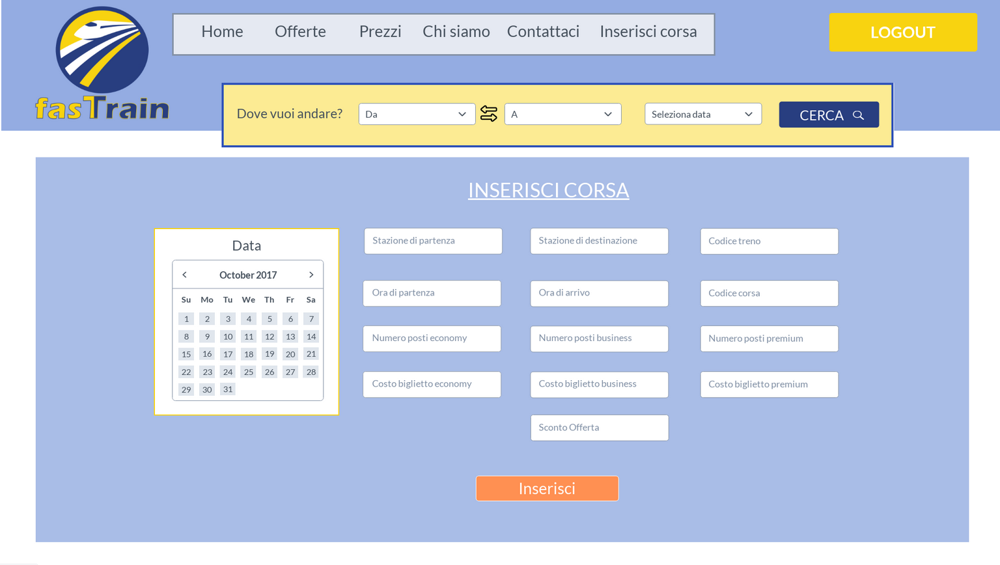 Home Offerte Prezzi Chi siamo Contattaci Inserisci corsa
LOGOUT
fasTrain
Dove vuoi andare? Da A Seleziona data CERCA
INSERISCI CORSA
Data
October 2017
Su Mo Tu We Th Fr Sa
1 2 3 4 5 6 7
8 9 10 11 12 13 14
15 16 17 18 19 20 21
22 23 24 25 26 27 28
29 30 31
Stazione di partenza Stazione di destinazione Codice treno
Ora di partenza Ora di arrivo Codice corsa
Numero posti economy Numero posti business Numero posti premium
Costo biglietto economy Costo biglietto business Costo biglietto premium
Sconto Offerta
Inserisci